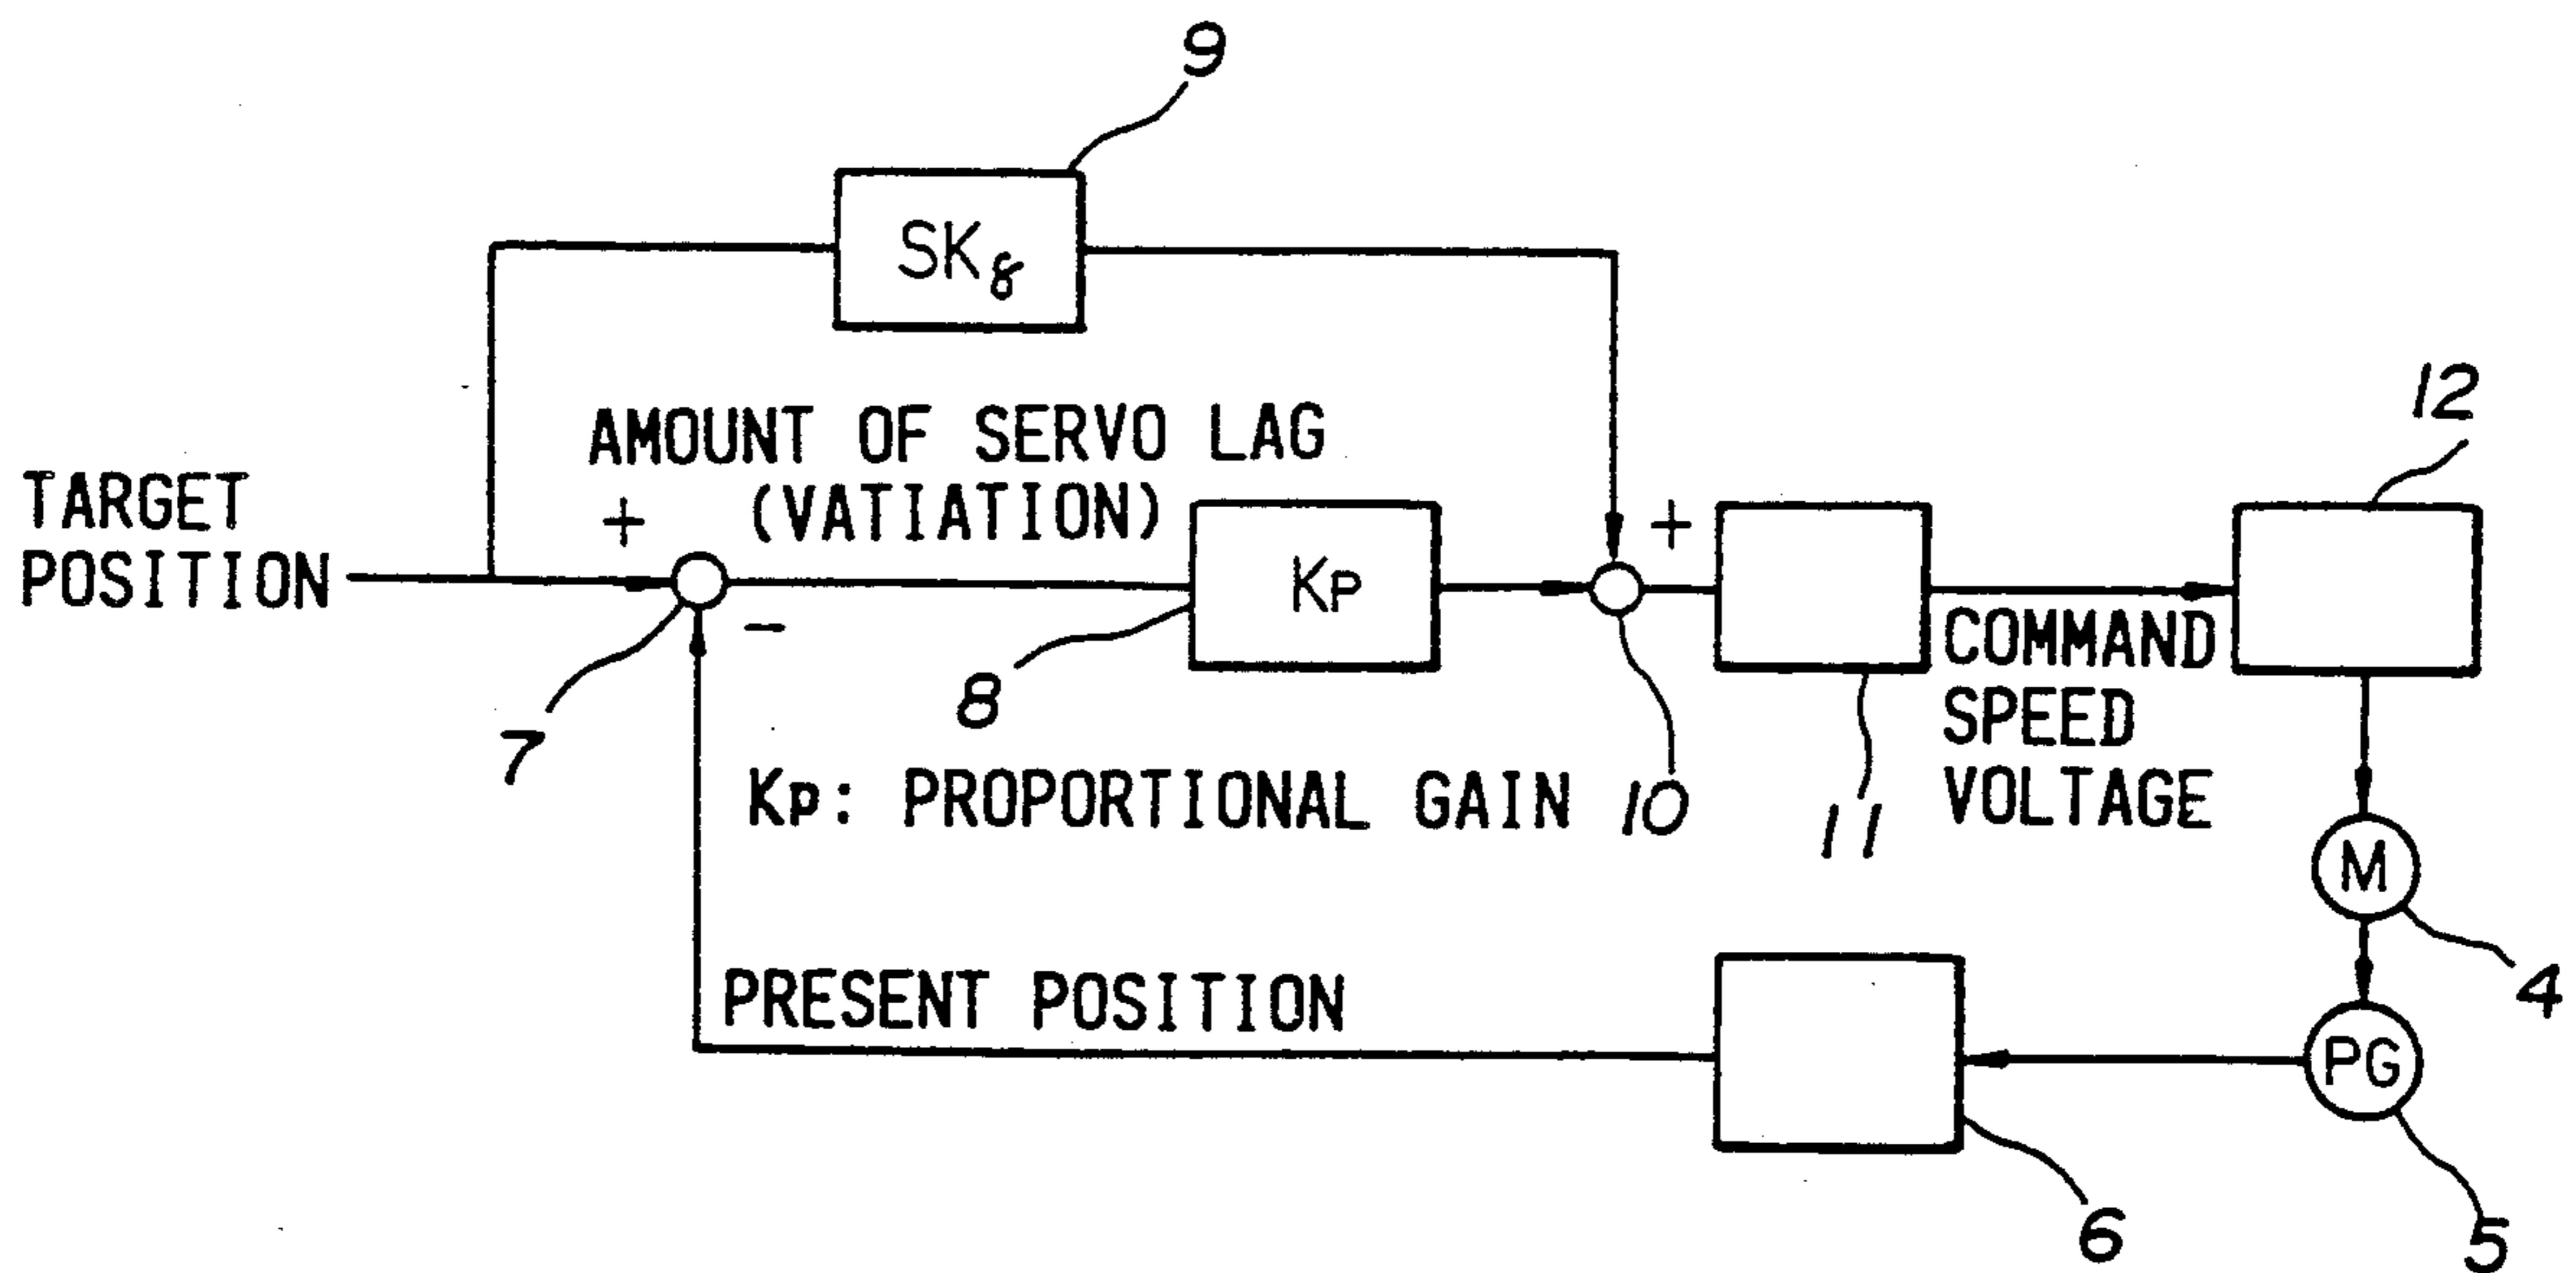 9
SK8
12
AMOUNT OF SERVO LAG
(VATIATION)
TARGET
POSITION
+
-
KP
+
COMMAND
SPEED
VOLTAGE
7
8
Kp: PROPORTIONAL GAIN
10
11
M
4
PRESENT POSITION
PG
6
5